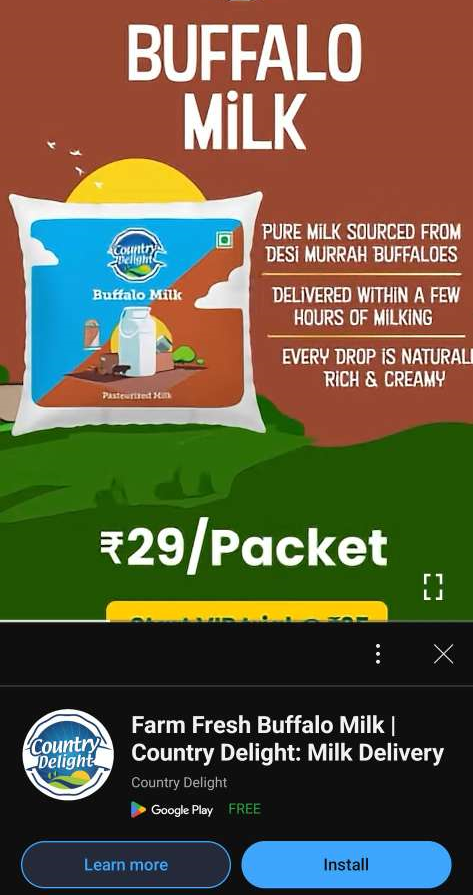 BUFFALO
MiLK
PURE MiLK SOURCED FROM
DESI MURRAH BUFFALOES
DELiVERED WiTHiN A FEW
HOURS OF MiLKiNG
EVERY DROP iS NATURALL
RiCH & CREAMY
Country
Delight
Buffalo Milk
Pasteurized Milk
₹29/Packet
Farm Fresh Buffalo Milk |
Country Delight: Milk Delivery
Country
Delight
Country Delight
Google Play FREE
Learn more
Install